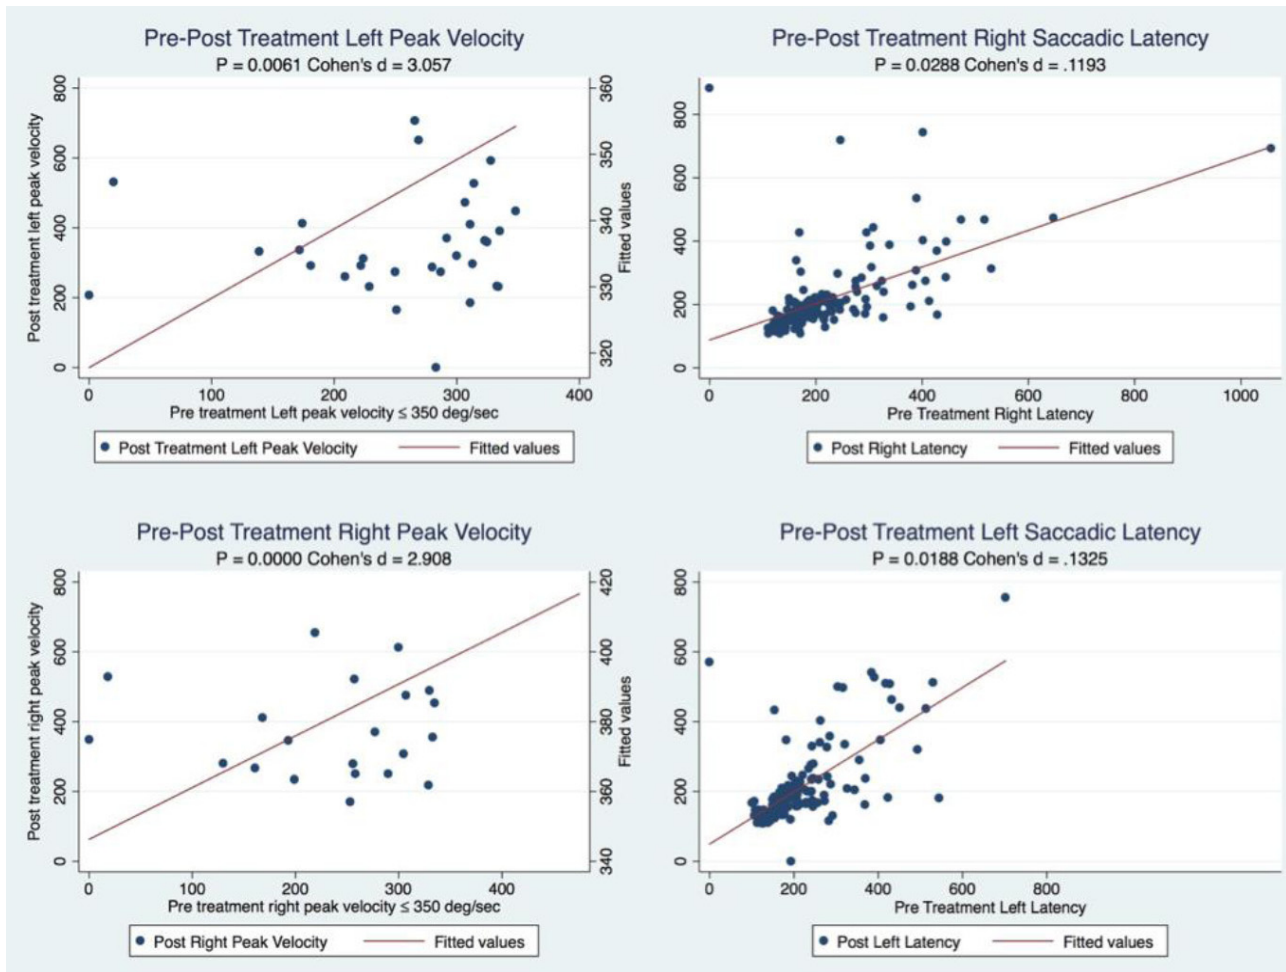 Pre-Post Treatment Left Peak Velocity
P = 0.0061 Cohen's d = 3.057
Post treatment left peak velocity
800
600
400
200
0
360
350
340
330
320
Fitted values
0 100 200 300 400
Pre treatment Left peak velocity ≤ 350 deg/sec
Post Treatment Left Peak Velocity Fitted values
Pre-Post Treatment Right Saccadic Latency
P = 0.0288 Cohen's d = .1193
800
600
400
200
0
0 200 400 600 800 1000
Pre Treatment Right Latency
Post Right Latency Fitted values
Pre-Post Treatment Right Peak Velocity
P = 0.0000 Cohen's d = 2.908
Post treatment right peak velocity
800
600
400
200
0
420
400
380
360
340
Fitted values
0 100 200 300 400
Pre treatment right peak velocity ≤ 350 deg/sec
Post Right Peak Velocity Fitted values
Pre-Post Treatment Left Saccadic Latency
P = 0.0188 Cohen's d = .1325
800
600
400
200
0
0 200 400 600 800
Pre Treatment Left Latency
Post Left Latency Fitted values